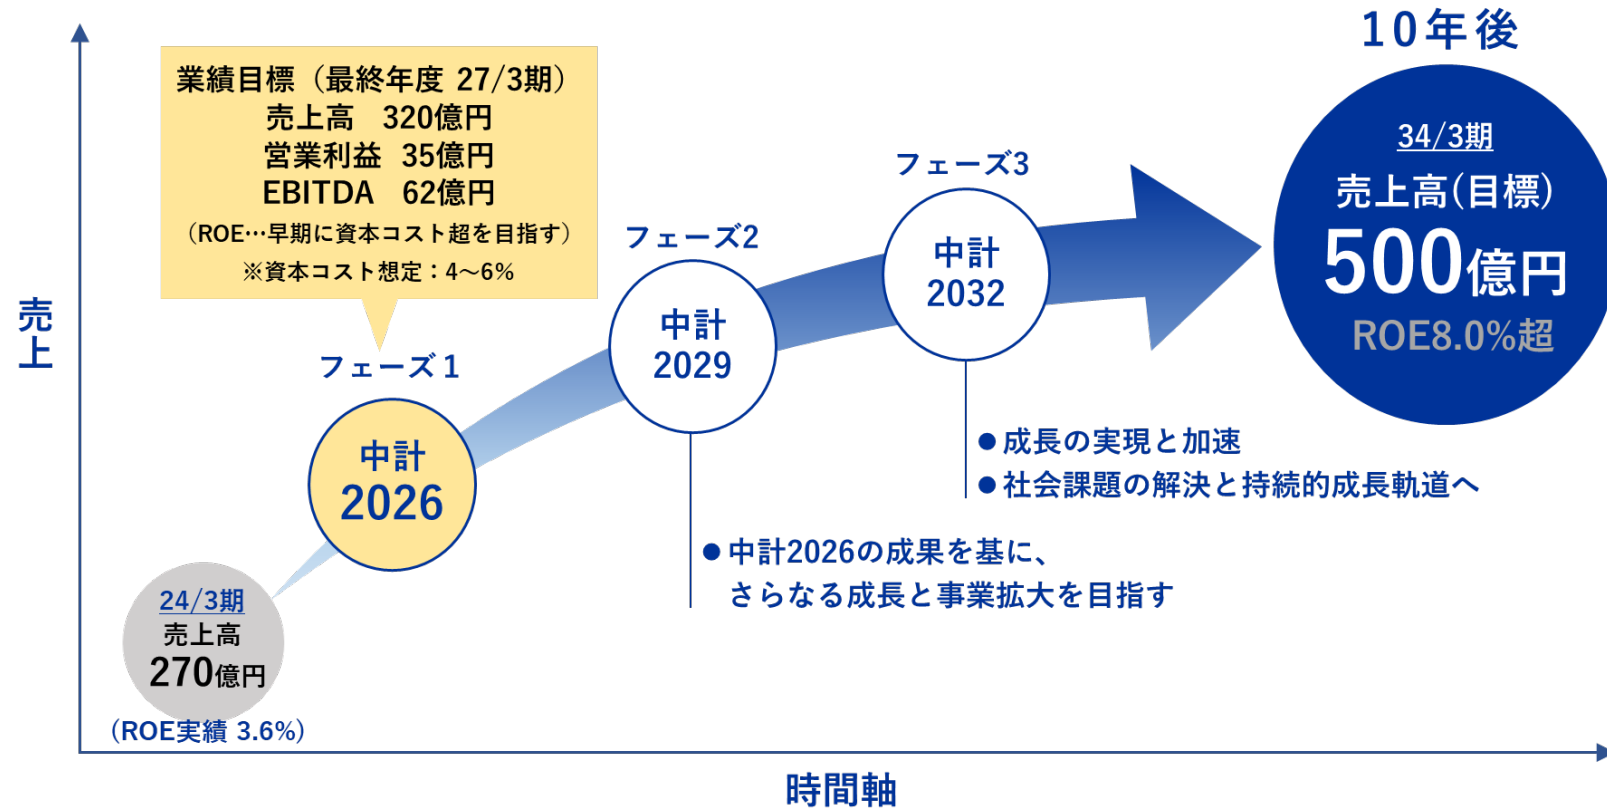 10年後
業績目標（最終年度 27/3期）
売上高 320億円
営業利益 35億円
EBITDA 62億円
（ROE…早期に資本コスト超を目指す）
※資本コスト想定：4～6%
フェーズ１
中計
2026
フェーズ2
中計
2029
フェーズ3
中計
2032
34/3期
売上高(目標)
500億円
ROE8.0%超
●成長の実現と加速
●社会課題の解決と持続的成長軌道へ
●中計2026の成果を基に、
さらなる成長と事業拡大を目指す
24/3期
売上高
270億円
(ROE実績 3.6%)
売上
時間軸